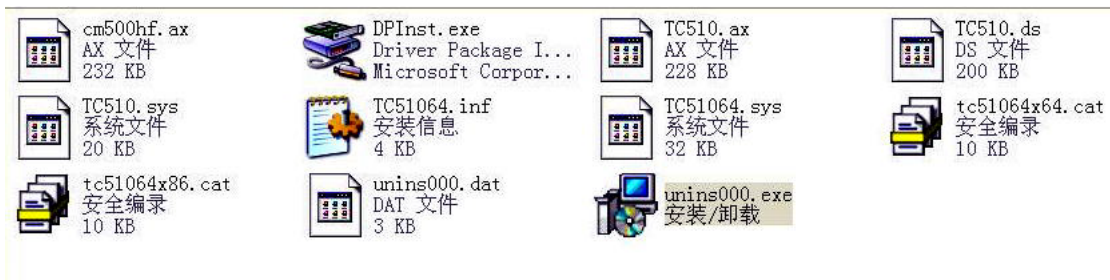 cm500hf.ax
AX 文件
232 KB
DPInst.exe
Driver Package I...
Microsoft Corpor...
TC510.ax
AX 文件
228 KB
TC510.ds
DS 文件
200 KB
TC510.sys
系统文件
20 KB
TC51064.inf
安装信息
4 KB
TC51064.sys
系统文件
32 KB
tc51064x64.cat
安全编录
10 KB
tc51064x86.cat
安全编录
10 KB
unins000.dat
DAT 文件
3 KB
unins000.exe
安装/卸载